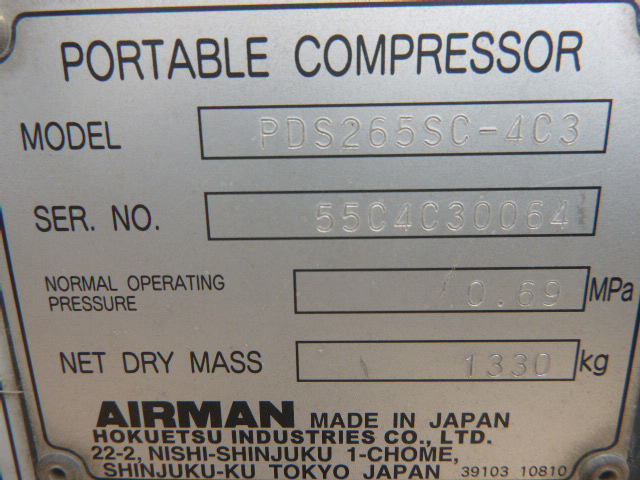 PORTABLE COMPRESSOR
MODEL PDS265SC-4C3
SER. NO. 55C4C30064
NORMAL OPERATING
PRESSURE 0.69 MPa
NET DRY MASS 1330 kg
AIRMAN MADE IN JAPAN
HOKUETSU INDUSTRIES CO., LTD.
22-2, NISHI-SHINJUKU 1-CHOME,
SHINJUKU-KU TOKYO JAPAN 39103 10810